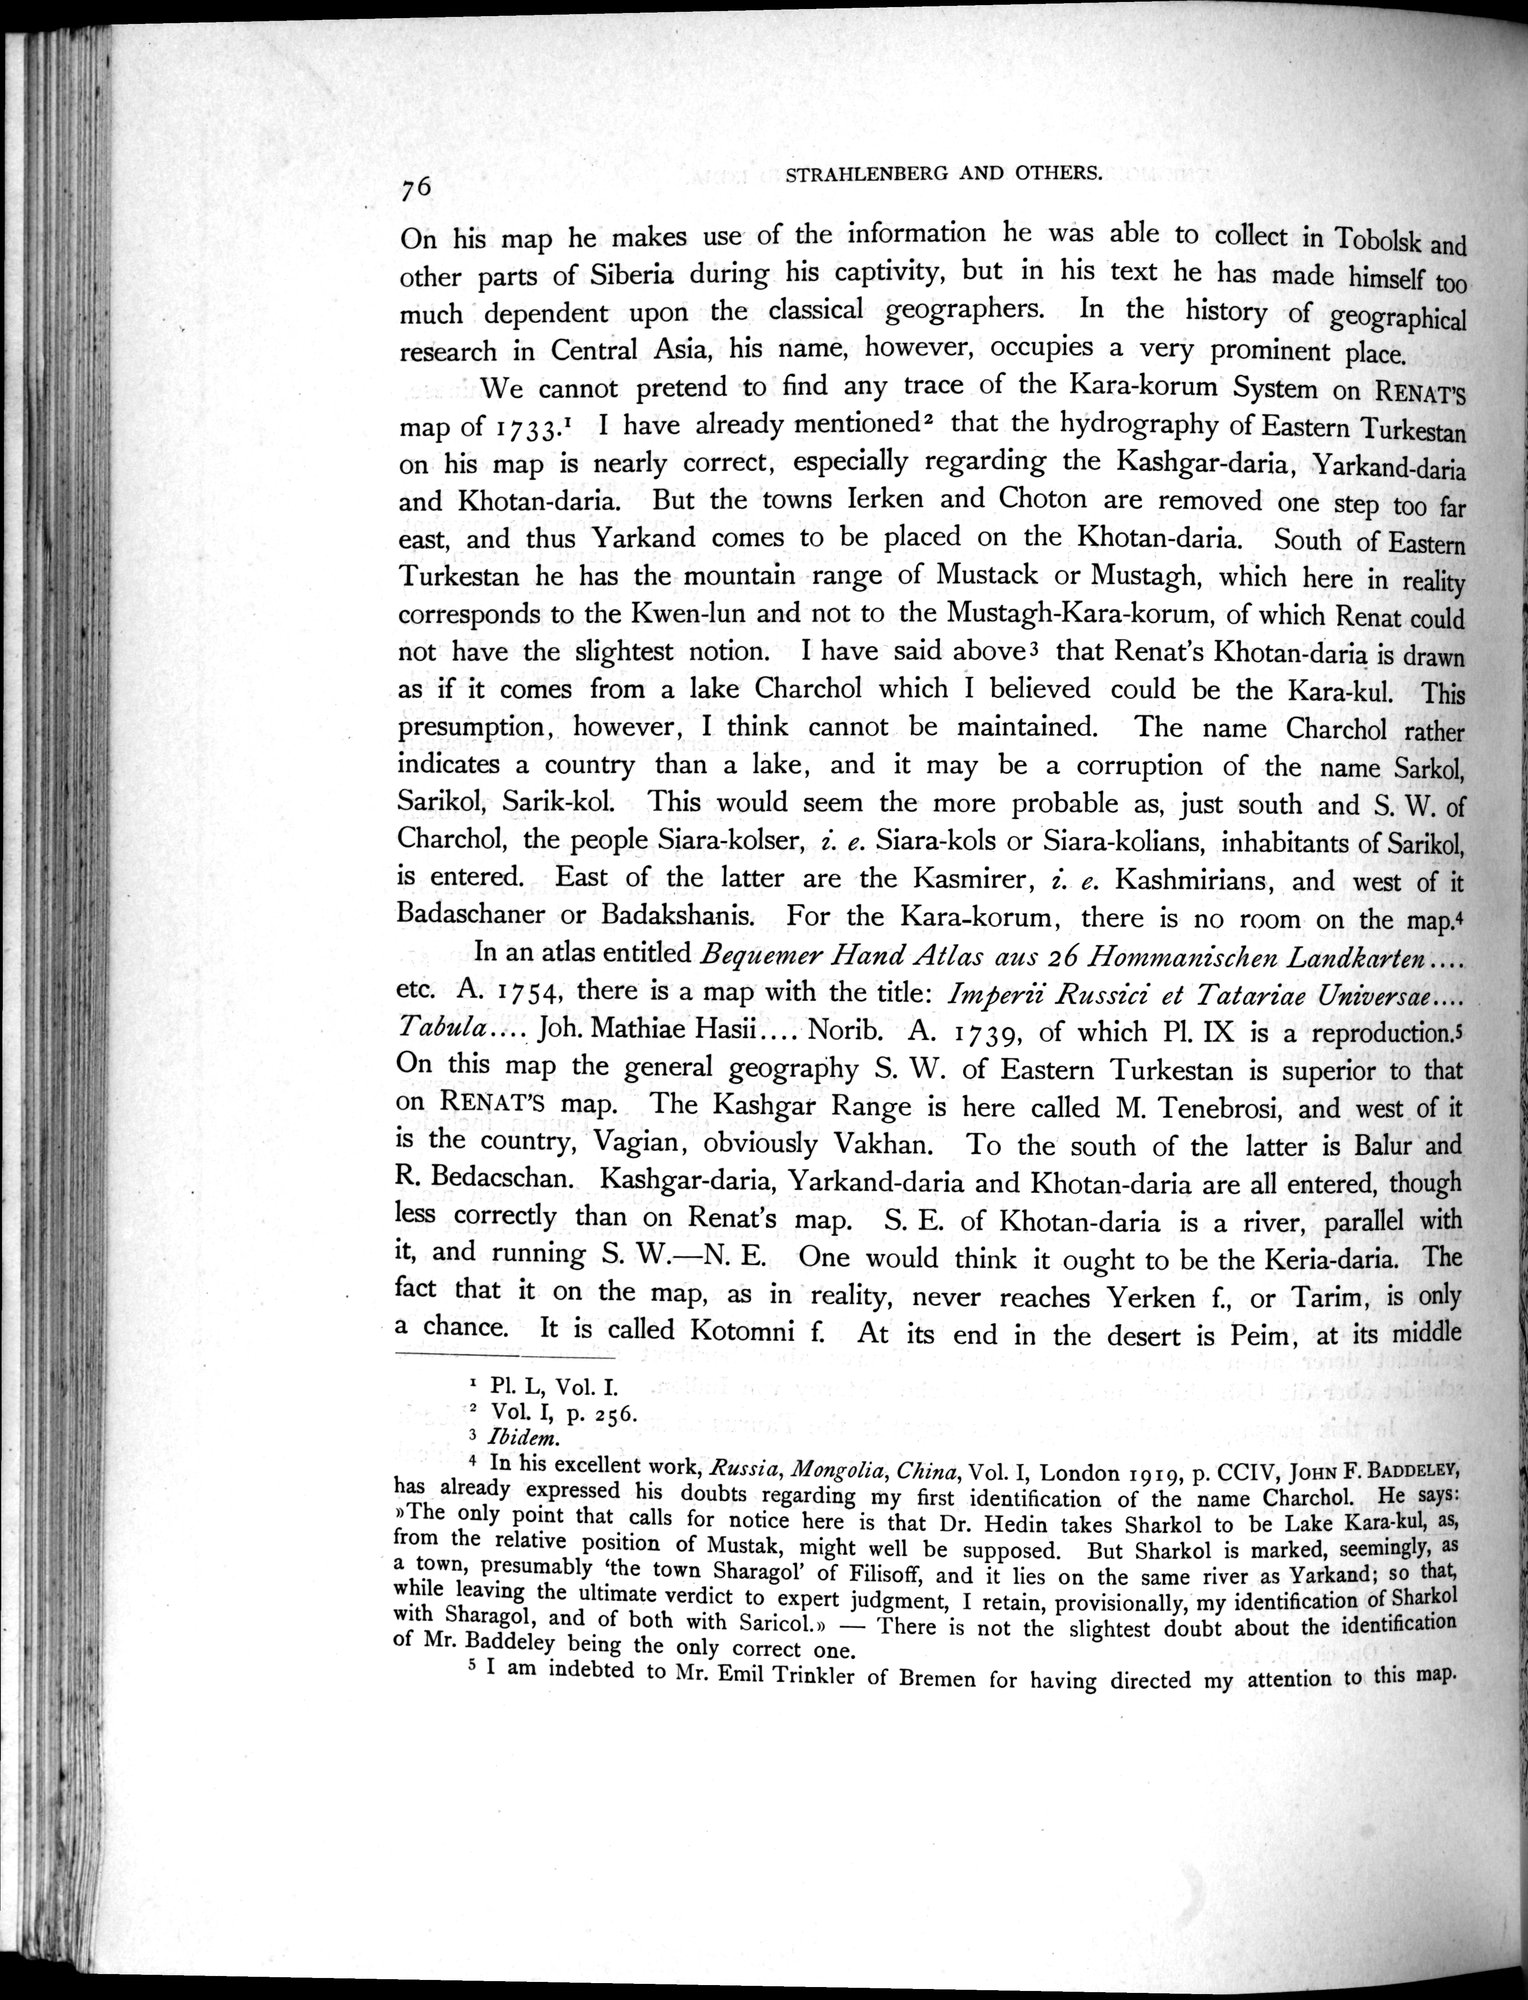 76
STRAHLENBERG AND OTHERS.
On his map he makes use of the information he was able to collect in Tobolsk and
other parts of Siberia during his captivity, but in his text he has made himself too
much dependent upon the classical geographers. In the history of geographical
research in Central Asia, his name, however, occupies a very prominent place.
We cannot pretend to find any trace of the Kara-korum System on RENAT'S
map of 1733.¹ I have already mentioned² that the hydrography of Eastern Turkestan
on his map is nearly correct, especially regarding the Kashgar-daria, Yarkand-daria
and Khotan-daria. But the towns Ierken and Choton are removed one step too far
east, and thus Yarkand comes to be placed on the Khotan-daria. South of Eastern
Turkestan he has the mountain range of Mustack or Mustagh, which here in reality
corresponds to the Kwen-lun and not to the Mustagh-Kara-korum, of which Renat could
not have the slightest notion. I have said above³ that Renat's Khotan-daria is drawn
as if it comes from a lake Charchol which I believed could be the Kara-kul. This
presumption, however, I think cannot be maintained. The name Charchol rather
indicates a country than a lake, and it may be a corruption of the name Sarkol,
Sarikol, Sarik-kol. This would seem the more probable as, just south and S. W. of
Charchol, the people Siara-kolser, i. e. Siara-kols or Siara-kolians, inhabitants of Sarikol,
is entered. East of the latter are the Kasmirer, i. e. Kashmirians, and west of it
Badaschaner or Badakshanis. For the Kara-korum, there is no room on the map.⁴
In an atlas entitled Bequemer Hand Atlas aus 26 Hommanischen Landkarten....
etc. A. 1754, there is a map with the title: Imperii Russici et Tatariae Universae....
Tabula.... Joh. Mathiae Hasii.... Norib. A. 1739, of which Pl. IX is a reproduction.⁵
On this map the general geography S. W. of Eastern Turkestan is superior to that
on RENAT'S map. The Kashgar Range is here called M. Tenebrosi, and west of it
is the country, Vagian, obviously Vakhan. To the south of the latter is Balur and
R. Bedacschan. Kashgar-daria, Yarkand-daria and Khotan-daria are all entered, though
less correctly than on Renat's map. S. E. of Khotan-daria is a river, parallel with
it, and running S. W.—N. E. One would think it ought to be the Keria-daria. The
fact that it on the map, as in reality, never reaches Yerken f., or Tarim, is only
a chance. It is called Kotomni f. At its end in the desert is Peim, at its middle
¹ Pl. L, Vol. I.
² Vol. I, p. 256.
³ Ibidem.
⁴ In his excellent work, Russia, Mongolia, China, Vol. I, London 1919, p. CCIV, JOHN F. BADDELEY,
has already expressed his doubts regarding my first identification of the name Charchol. He says:
»The only point that calls for notice here is that Dr. Hedin takes Sharkol to be Lake Kara-kul, as,
from the relative position of Mustak, might well be supposed. But Sharkol is marked, seemingly, as
a town, presumably 'the town Sharagol' of Filisoff, and it lies on the same river as Yarkand; so that,
while leaving the ultimate verdict to expert judgment, I retain, provisionally, my identification of Sharkol
with Sharagol, and of both with Saricol.» — There is not the slightest doubt about the identification
of Mr. Baddeley being the only correct one.
⁵ I am indebted to Mr. Emil Trinkler of Bremen for having directed my attention to this map.